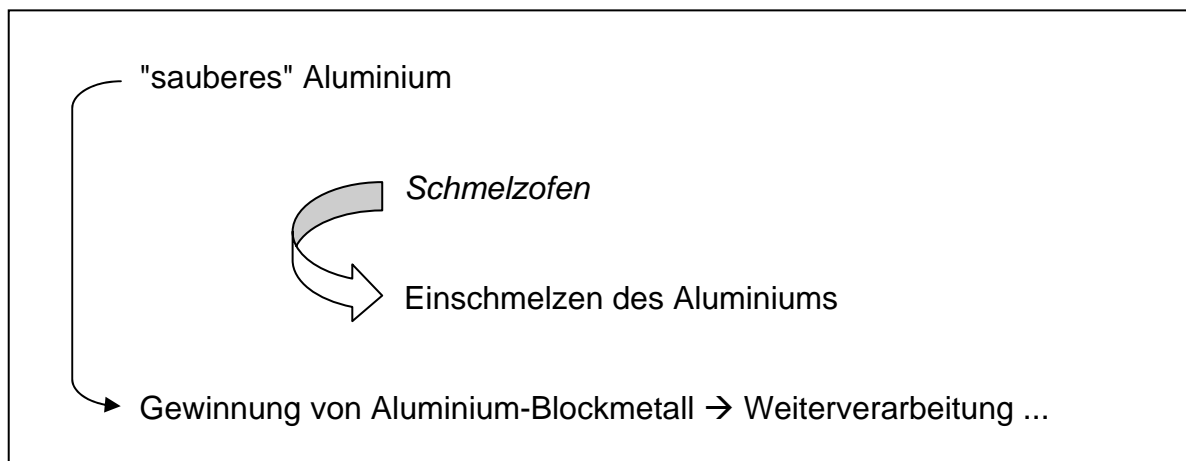 "sauberes" Aluminium
Schmelzofen
Einschmelzen des Aluminiums
Gewinnung von Aluminium-Blockmetall → Weiterverarbeitung ...